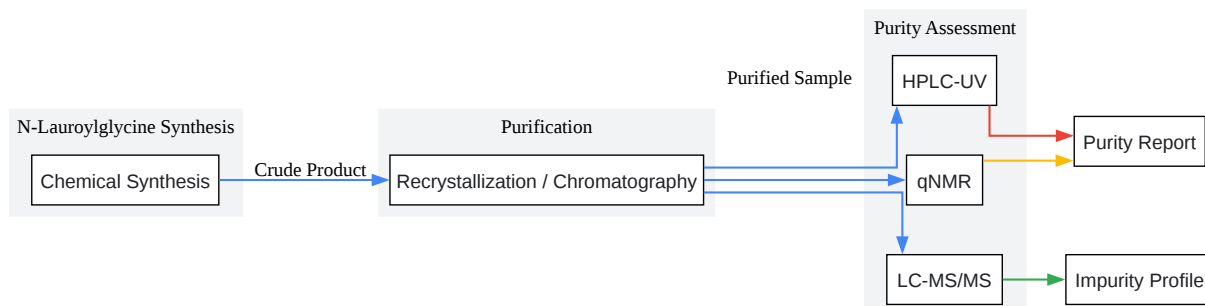 Purity Assessment
HPLC-UV
Purified Sample
N-Lauroylglycine Synthesis
Purification
Purity Report
Chemical Synthesis
Crude Product
Recrystallization / Chromatography
qNMR
LC-MS/MS
Impurity Profile